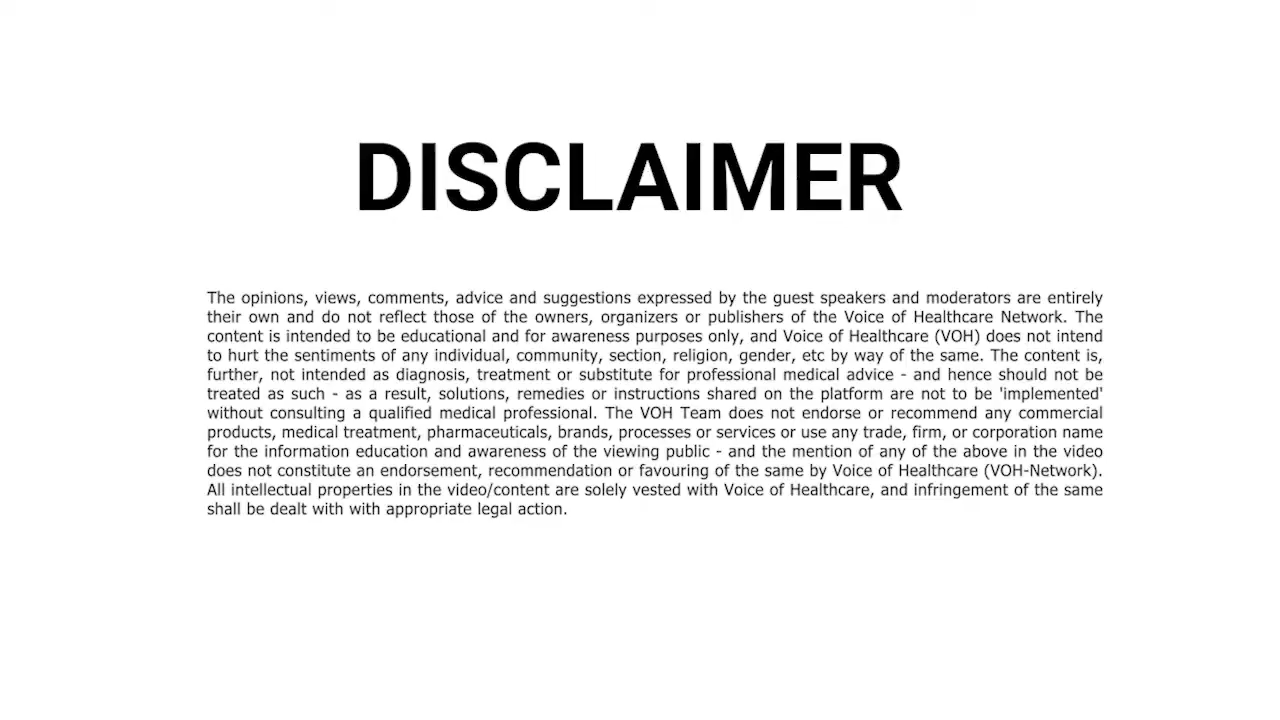 DISCLAIMER
The opinions, views, comments, advice and suggestions expressed by the guest speakers and moderators are entirely
their own and do not reflect those of the owners, organizers or publishers of the Voice of Healthcare Network. The
content is intended to be educational and for awareness purposes only, and Voice of Healthcare (VOH) does not intend
to hurt the sentiments of any individual, community, section, religion, gender, etc by way of the same. The content is,
further, not intended as diagnosis, treatment or substitute for professional medical advice - and hence should not be
treated as such - as a result, solutions, remedies or instructions shared on the platform are not to be 'implemented'
without consulting a qualified medical professional. The VOH Team does not endorse or recommend any commercial
products, medical treatment, pharmaceuticals, brands, processes or services or use any trade, firm, or corporation name
for the information education and awareness of the viewing public - and the mention of any of the above in the video
does not constitute an endorsement, recommendation or favouring of the same by Voice of Healthcare (VOH-Network).
All intellectual properties in the video/content are solely vested with Voice of Healthcare, and infringement of the same
shall be dealt with with appropriate legal action.